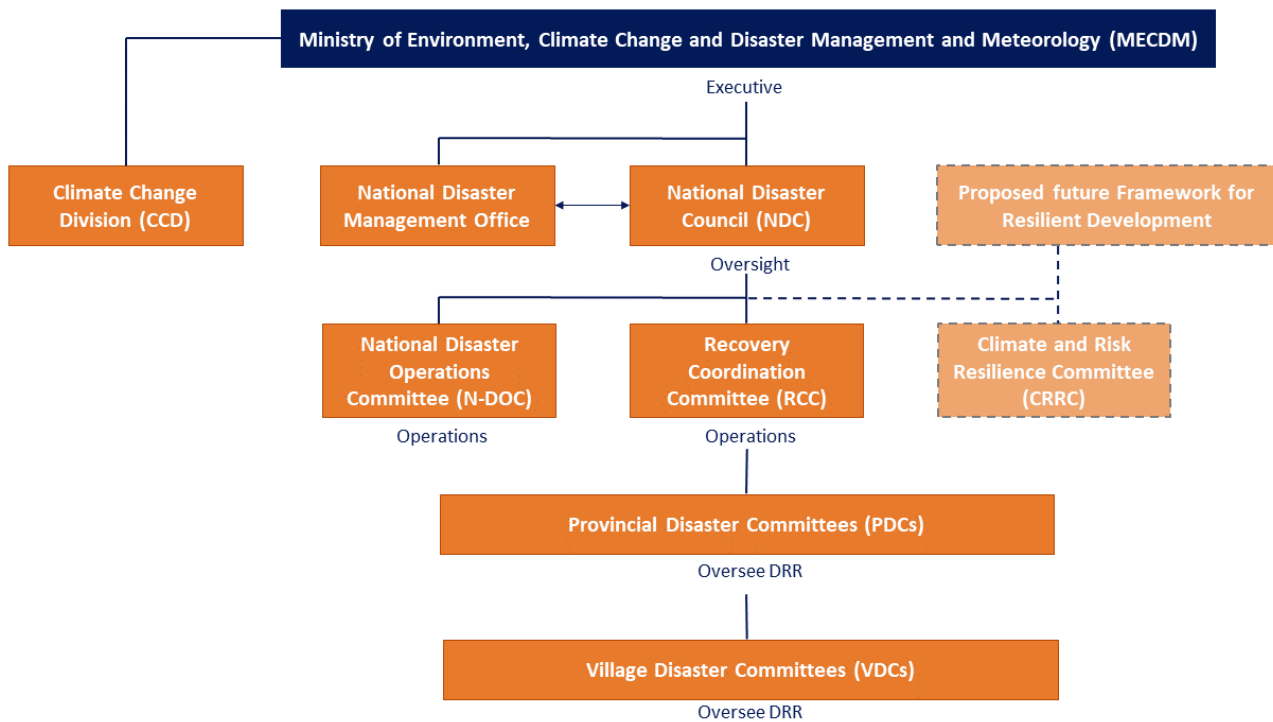 Ministry of Environment, Climate Change and Disaster Management and Meteorology (MECDM)
Executive
Climate Change
Division (CCD)
National Disaster
Management Office
National Disaster
Council (NDC)
Proposed future Framework for
Resilient Development
Oversight
National Disaster
Operations
Committee (N-DOC)
Recovery
Coordination
Committee (RCC)
Climate and Risk
Resilience Committee
(CRRC)
Operations
Operations
Provincial Disaster Committees (PDCs)
Oversee DRR
Village Disaster Committees (VDCs)
Oversee DRR